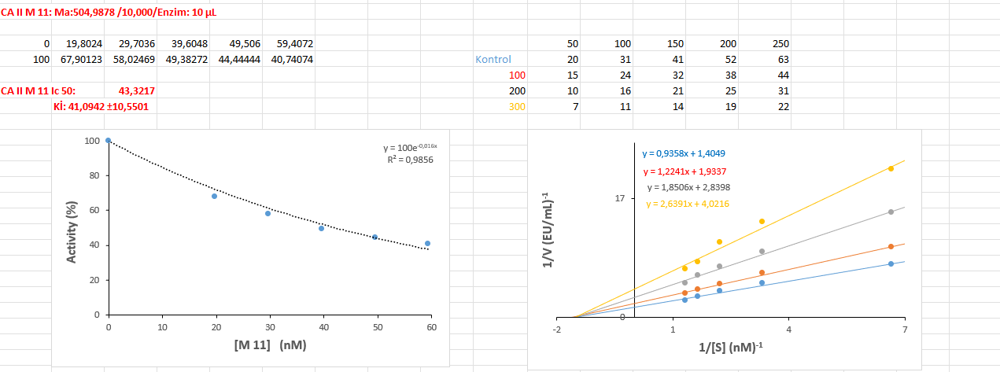 CA II M 11: Ma:504,9878 /10,000/Enzim: 10 µL
0 19,8024 29,7036 39,6048 49,506 59,4072
100 67,90123 58,02469 49,38272 44,44444 40,74074
CA II M 11 Ic 50: 43,3217
Kİ: 41,0942 ±10,5501
50 100 150 200 250
Kontrol 20 31 41 52 63
100 15 24 32 38 44
200 10 16 21 25 31
300 7 11 14 19 22
y = 100e^-0,016x
R² = 0,9856
100
80
60
40
20
0
0 10 20 30 40 50 60
Activity (%)
[M 11] (nM)
y = 0,9358x + 1,4049
y = 1,2241x + 1,9337
y = 1,8506x + 2,8398
y = 2,6391x + 4,0216
17
0
-2 1 4 7
1/V (EU/mL)⁻¹
1/[S] (nM)⁻¹